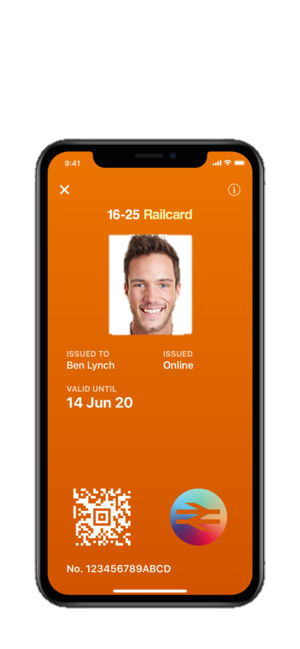 9:41
16-25 Railcard
ISSUED TO
Ben Lynch
ISSUED
Online
VALID UNTIL
14 Jun 20
No. 123456789ABCD